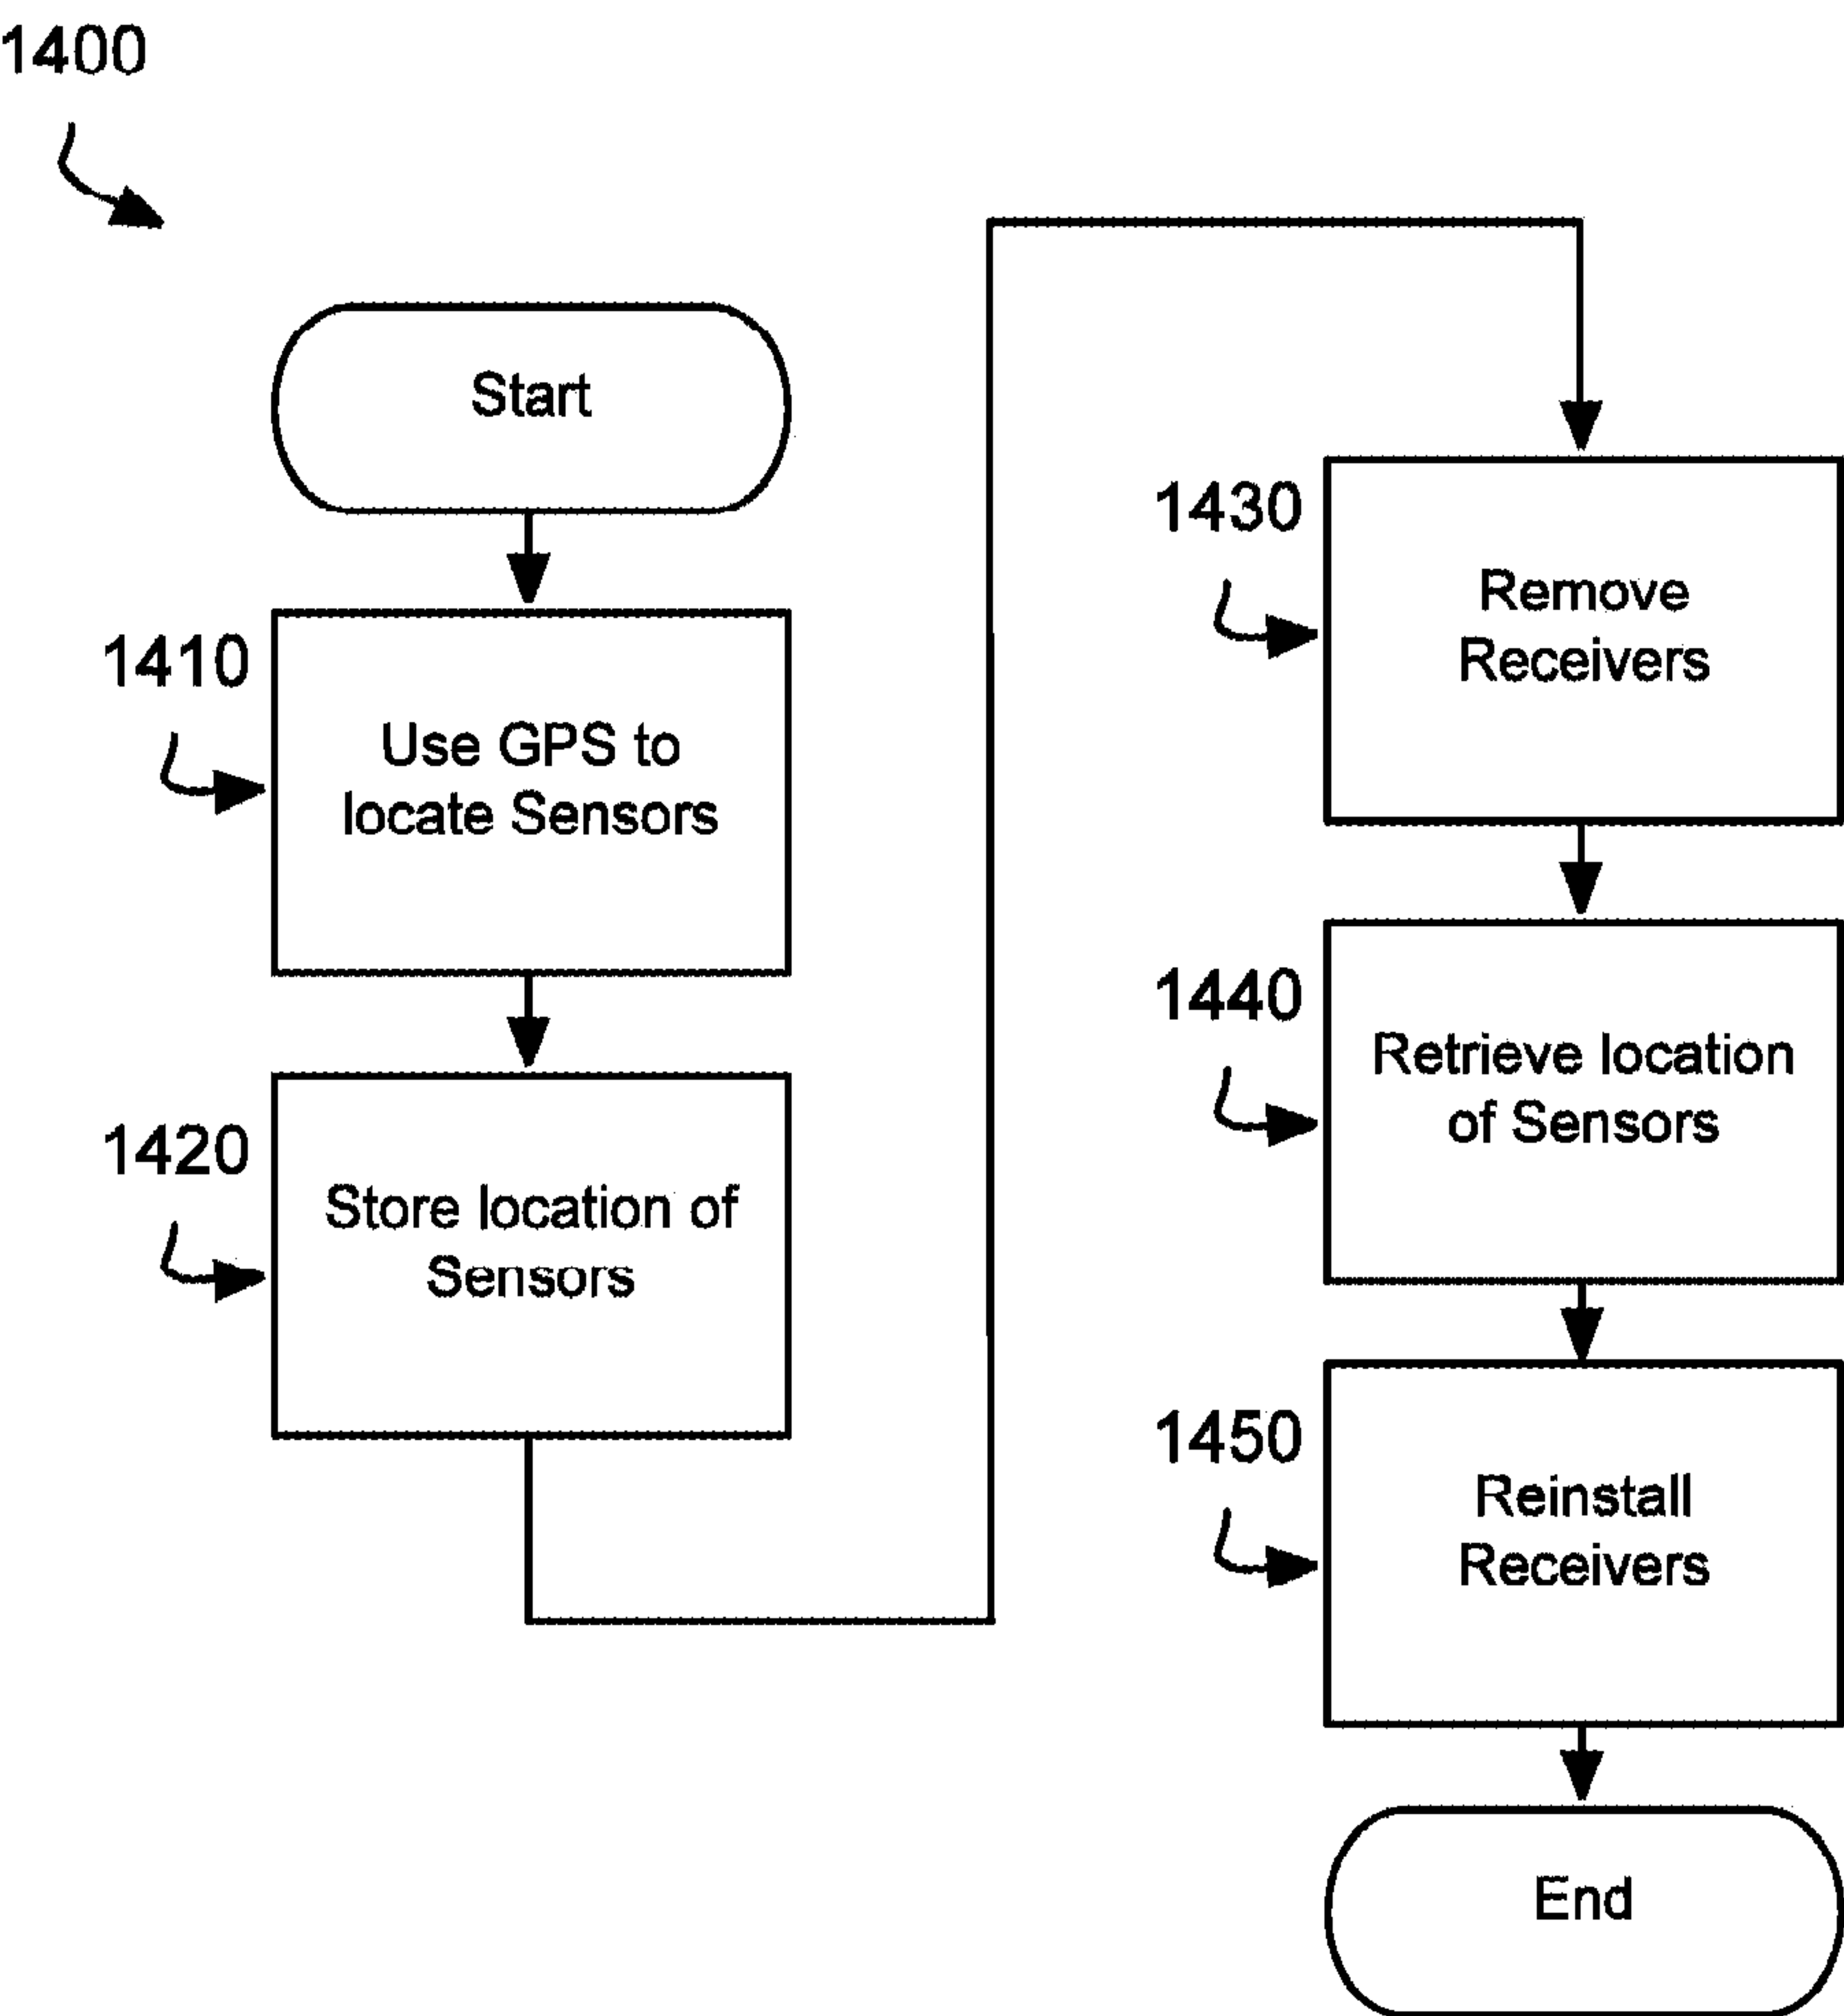 1400
Start
1410
Use GPS to
locate Sensors
1420
Store location of
Sensors
1430
Remove
Receivers
1440
Retrieve location
of Sensors
1450
Reinstall
Receivers
End